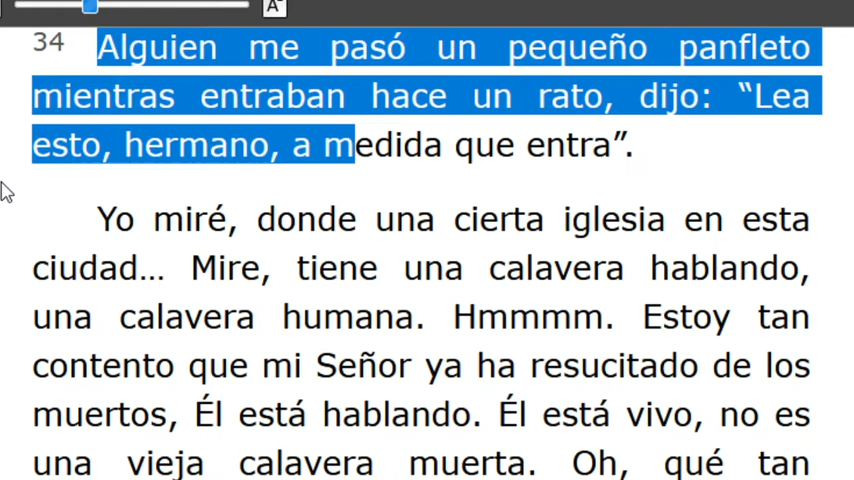 A
34 Alguien me pasó un pequeño panfleto
mientras entraban hace un rato, dijo: “Lea
esto, hermano, a medida que entra”.
Yo miré, donde una cierta iglesia en esta
ciudad… Mire, tiene una calavera hablando,
una calavera humana. Hmmmm. Estoy tan
contento que mi Señor ya ha resucitado de los
muertos, Él está hablando. Él está vivo, no es
una vieja calavera muerta. Oh, qué tan